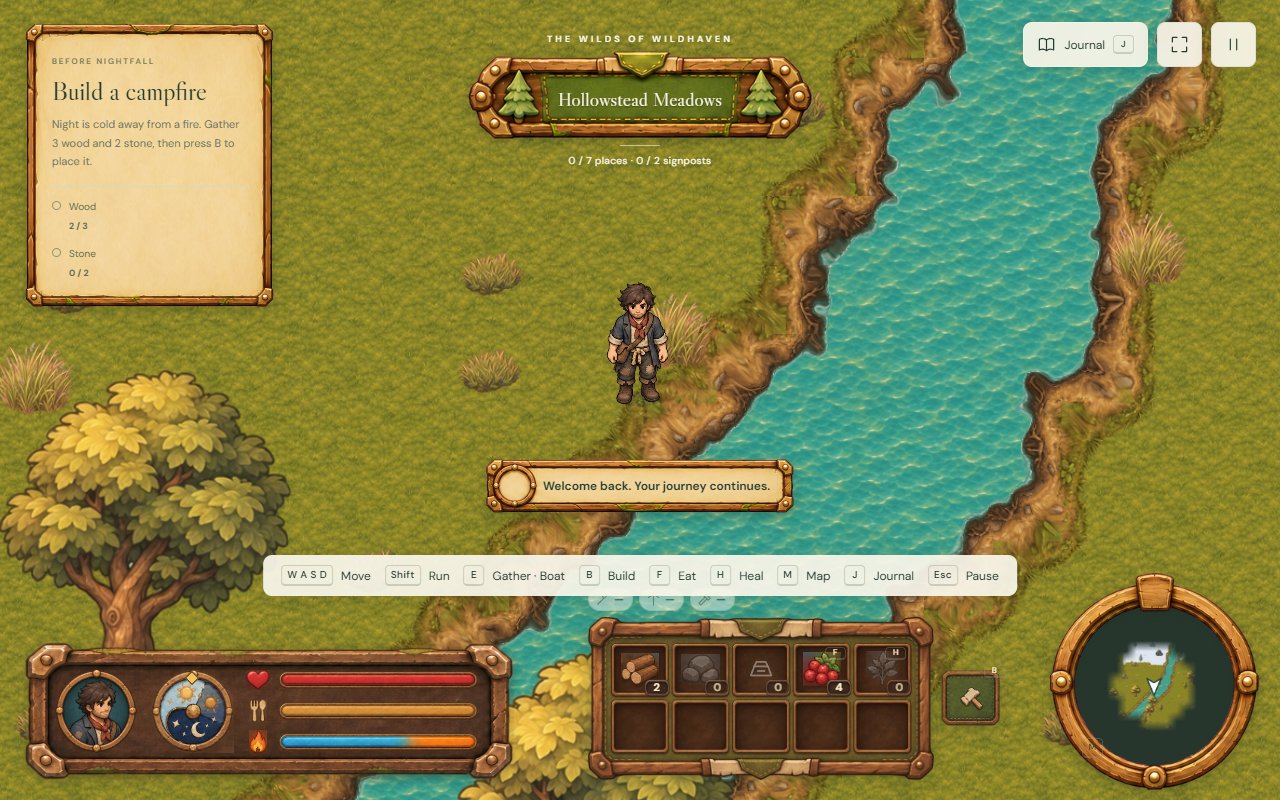 BEFORE NIGHTFALL
Build a campfire
Night is cold away from a fire. Gather
3 wood and 2 stone, then press B to
place it.
Wood
2 / 3
Stone
0 / 2
THE WILDS OF WILDHAVEN
Hollowstead Meadows
0 / 7 places · 0 / 2 signposts
Journal J
Welcome back. Your journey continues.
W A S D Move Shift Run E Gather · Boat B Build F Eat H Heal M Map J Journal Esc Pause
F H
2 0 0 4 0
B